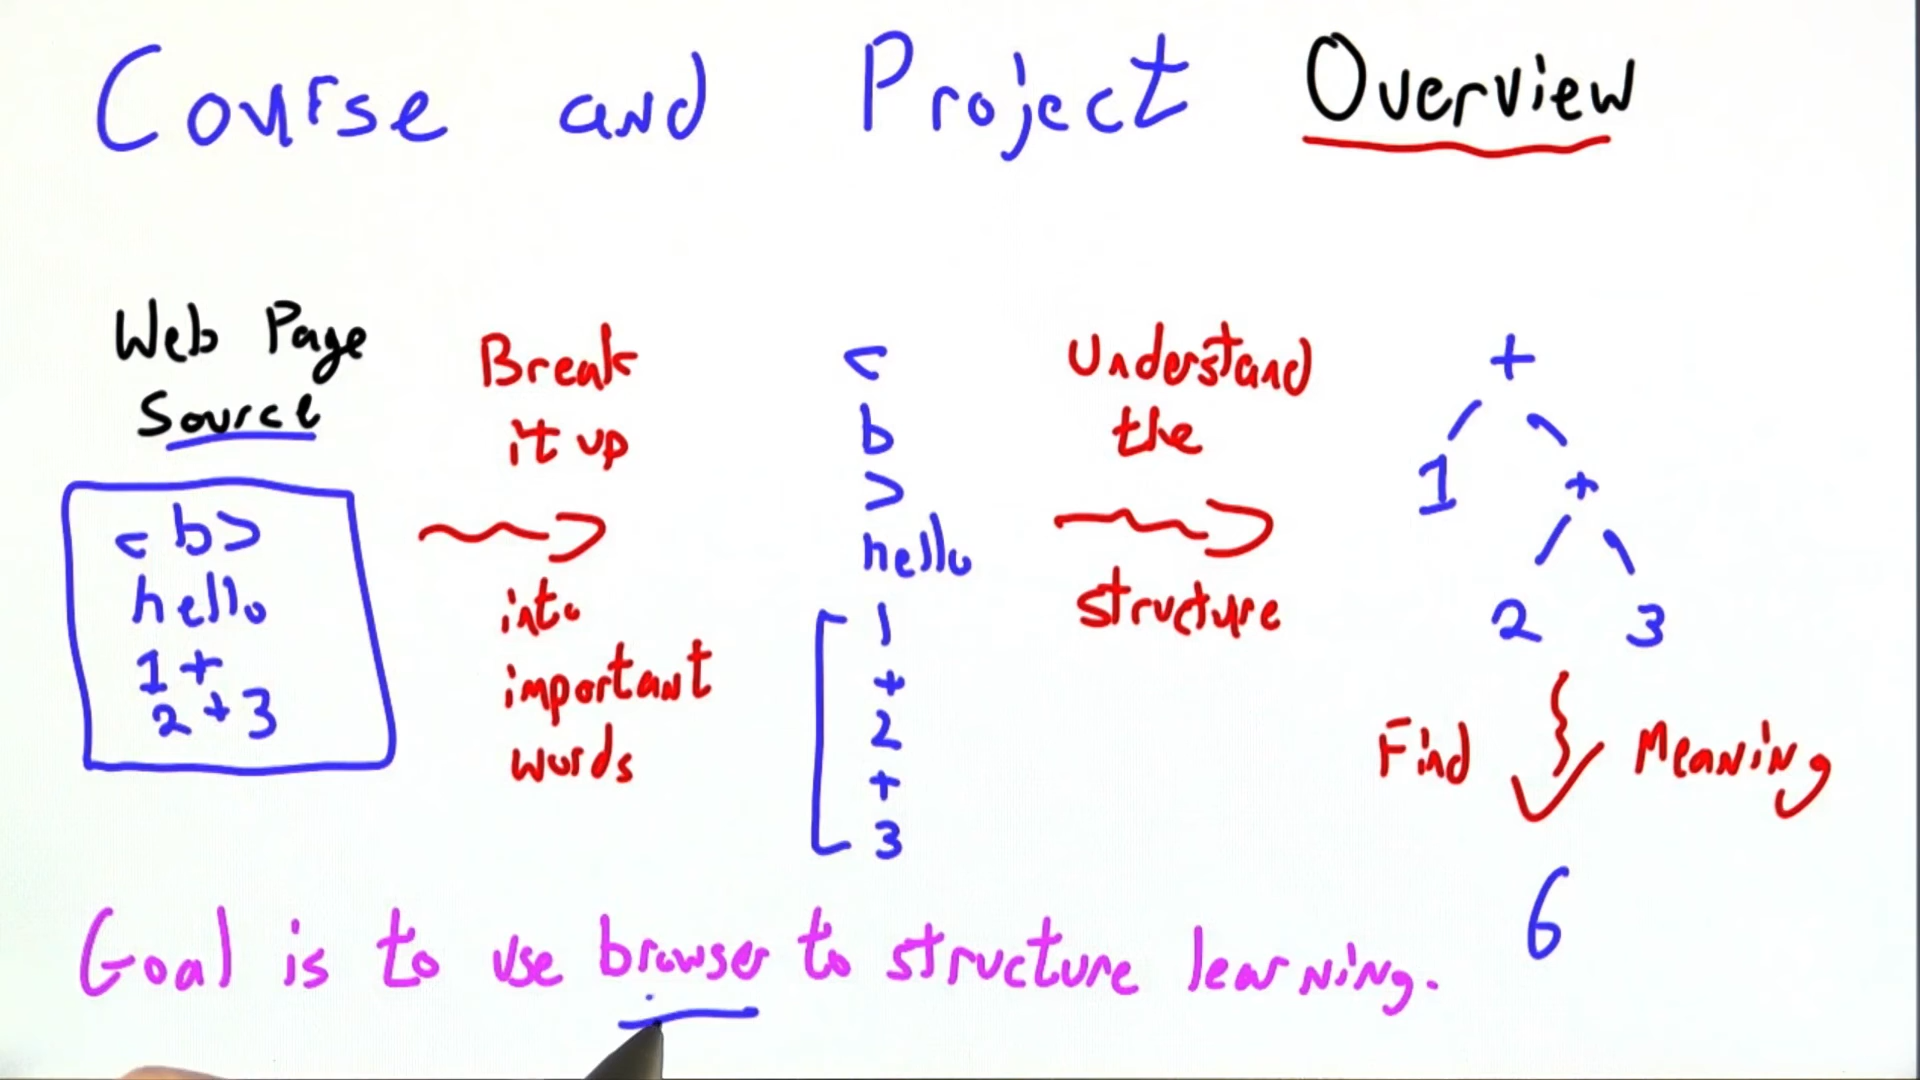 Course and Project Overview
Web Page
Source
<b>
hello
1 +
2 + 3
Break
it up
into
important
words
<
b
>
hello
1
+
2
+
3
Understand
the
structure
+
1 +
2 3
Find Meaning
6
Goal is to use browser to structure learning.